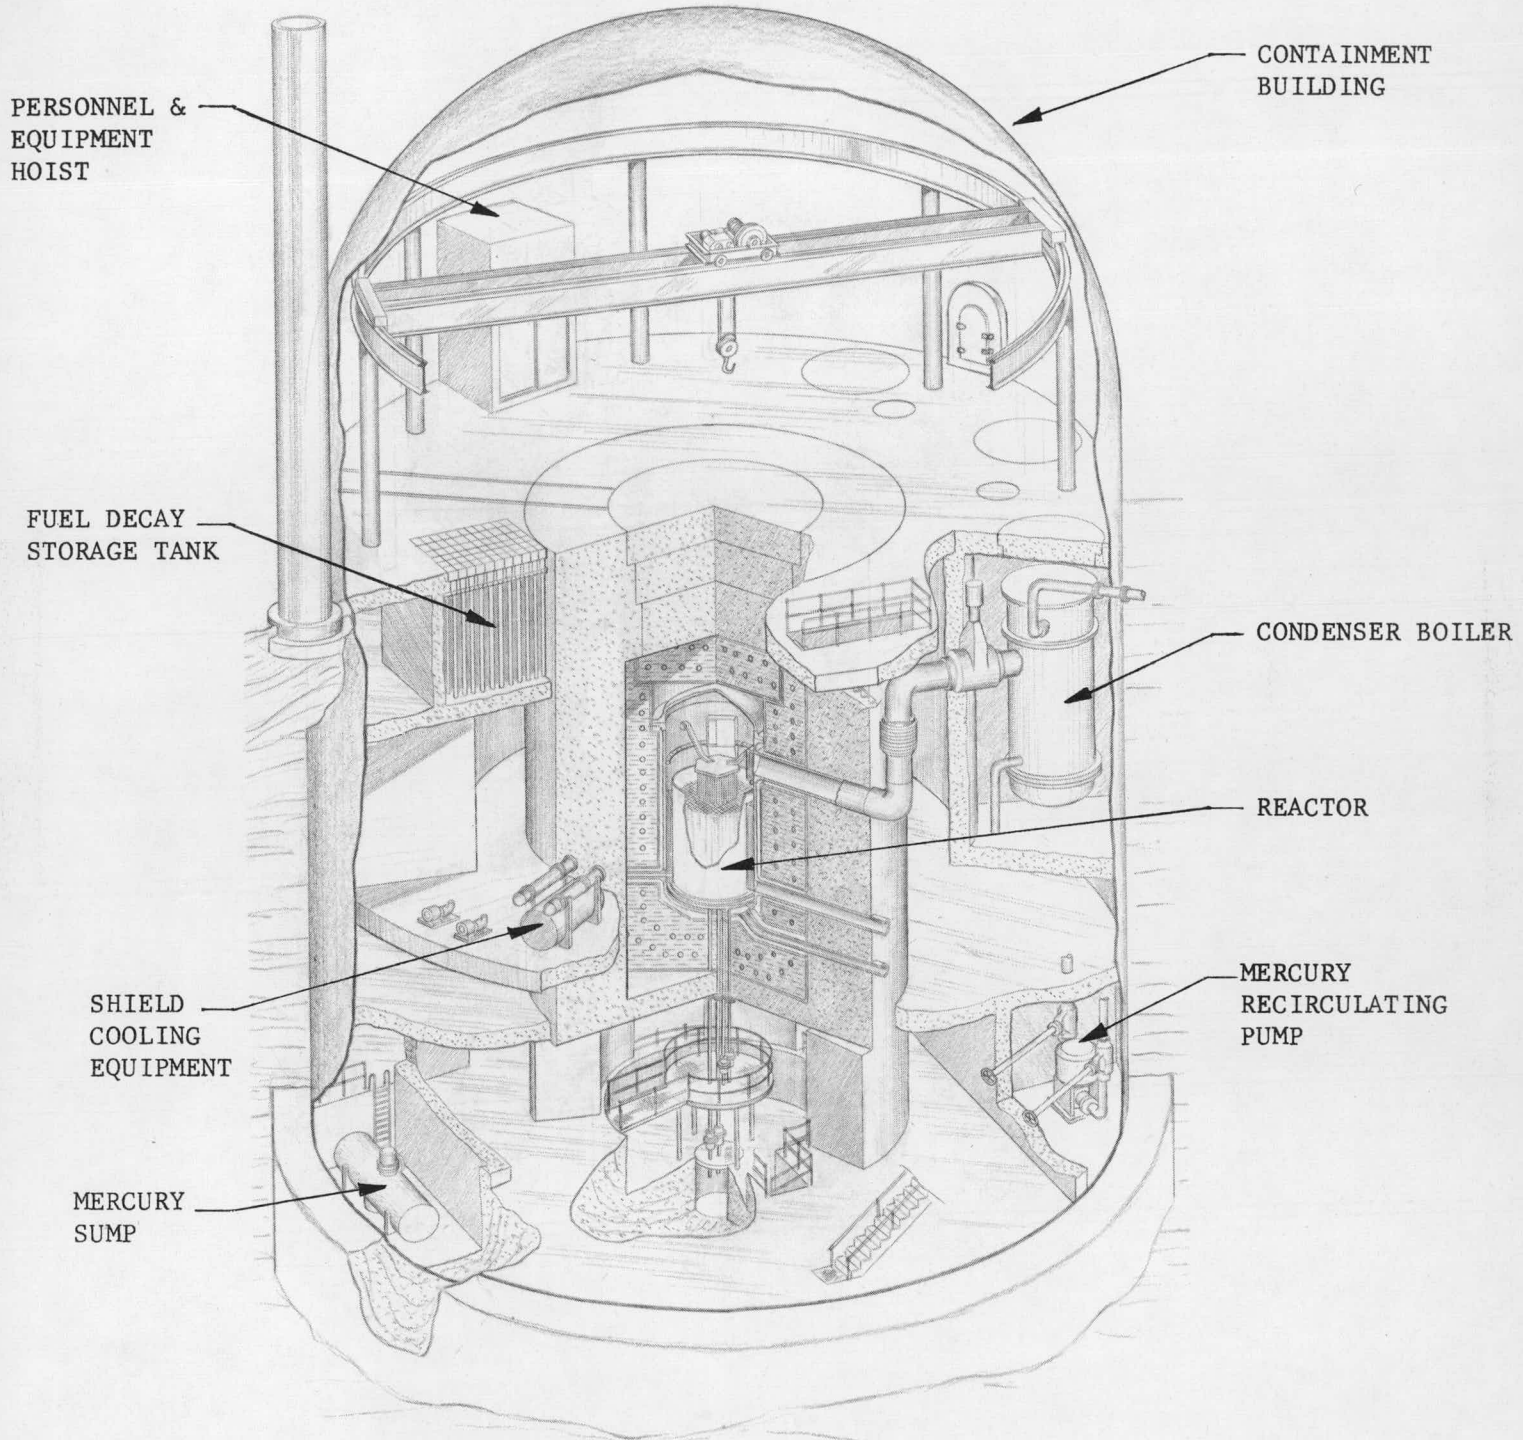 PERSONNEL &
EQUIPMENT
HOIST
CONTAINMENT
BUILDING
FUEL DECAY
STORAGE TANK
CONDENSER BOILER
REACTOR
SHIELD
COOLING
EQUIPMENT
MERCURY
RECIRCULATING
PUMP
MERCURY
SUMP